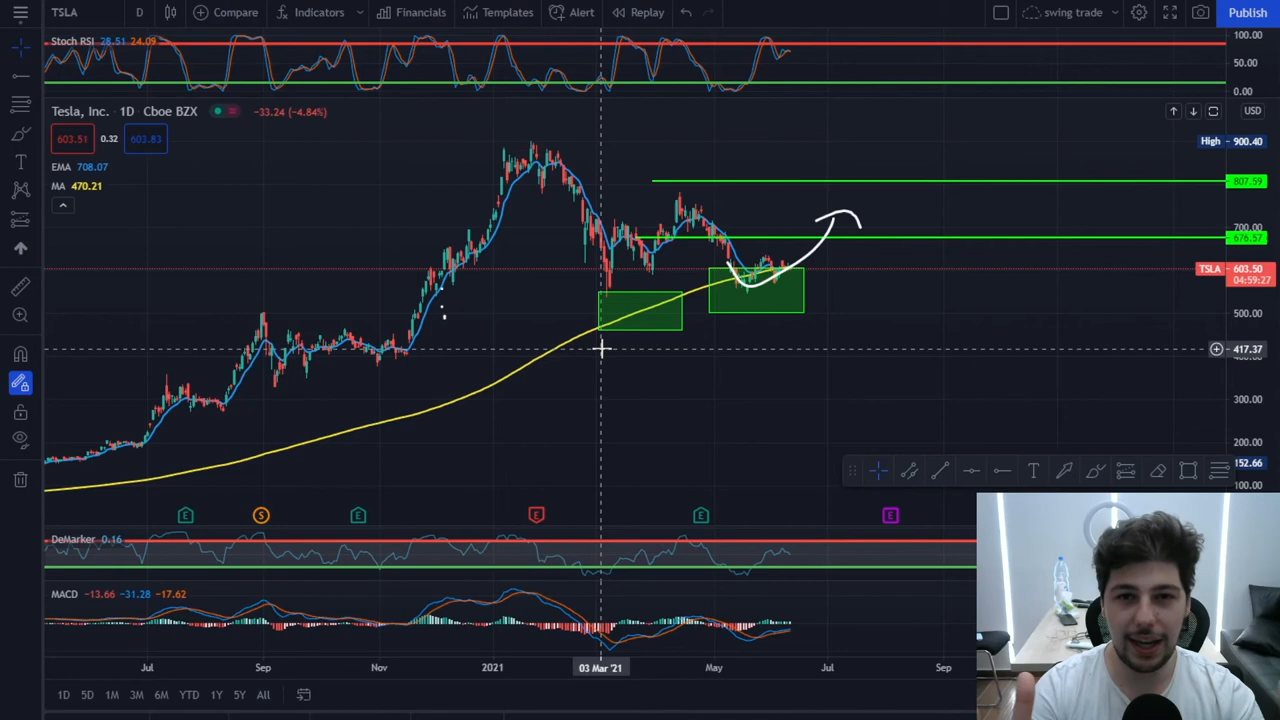 TSLA D Compare Indicators Financials Templates Alert Replay swing trade Publish
Stoch RSI 28.51 24.09
100.00
50.00
0.00
Tesla, Inc. · 1D · Cboe BZX -33.24 (-4.84%) USD
603.51 0.32 603.83
High 900.40
EMA 708.07
MA 470.21
807.59
700.00
676.57
TSLA 603.50
04:59:27
500.00
417.37
300.00
200.00
152.66
100.00
E S E E E E
DeMarker 0.16
MACD -13.66 -31.28 -17.62
Jul Sep Nov 2021 03 Mar '21 May Jul Sep
1D 5D 1M 3M 6M YTD 1Y 5Y All